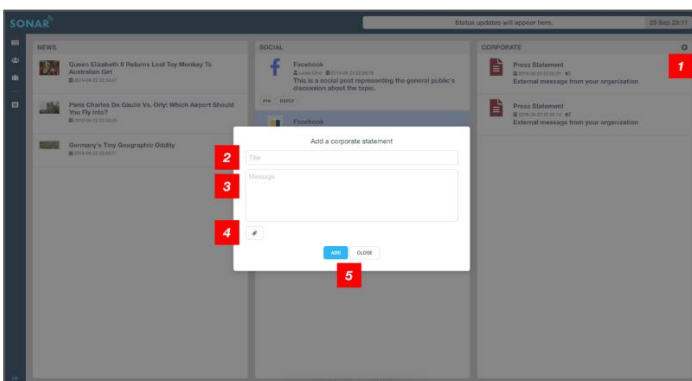 SONAR
Status updates will appear here.
23 Sep 23:11
NEWS
Queen Elizabeth II Returns Lost Toy Monkey To
Australian Girl
Paris Charles De Gaulle Vs. Orly: Which Airport Should
You Fly Into?
Germany's Tiny Geographic Oddity
SOCIAL
Facebook
This is a social post representing the general public's
discussion about the topic.
PIN REPLY
Facebook
CORPORATE
1
Press Statement
External message from your organization
Press Statement
External message from your organization
Add a corporate statement
2
Title
3
Message
4
ADD CLOSE
5